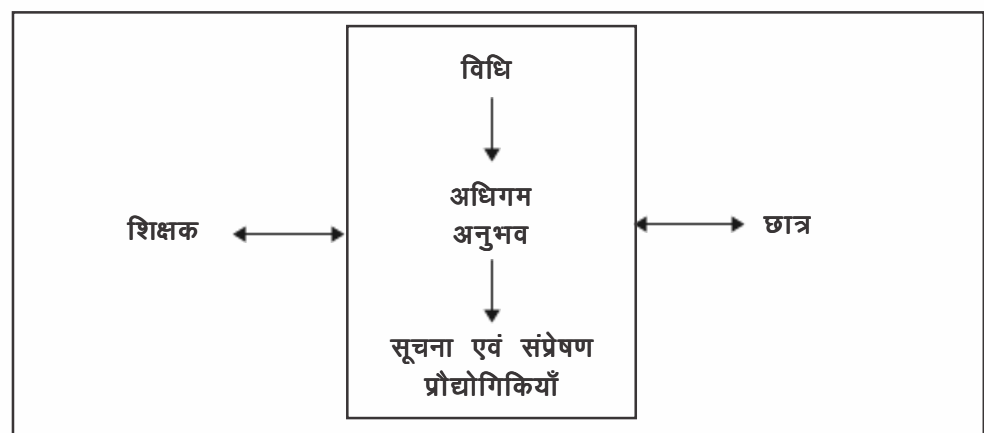 विधि
अधिगम
अनुभव
शिक्षक
छात्र
सूचना एवं संप्रेषण
प्रौद्योगिकियाँ